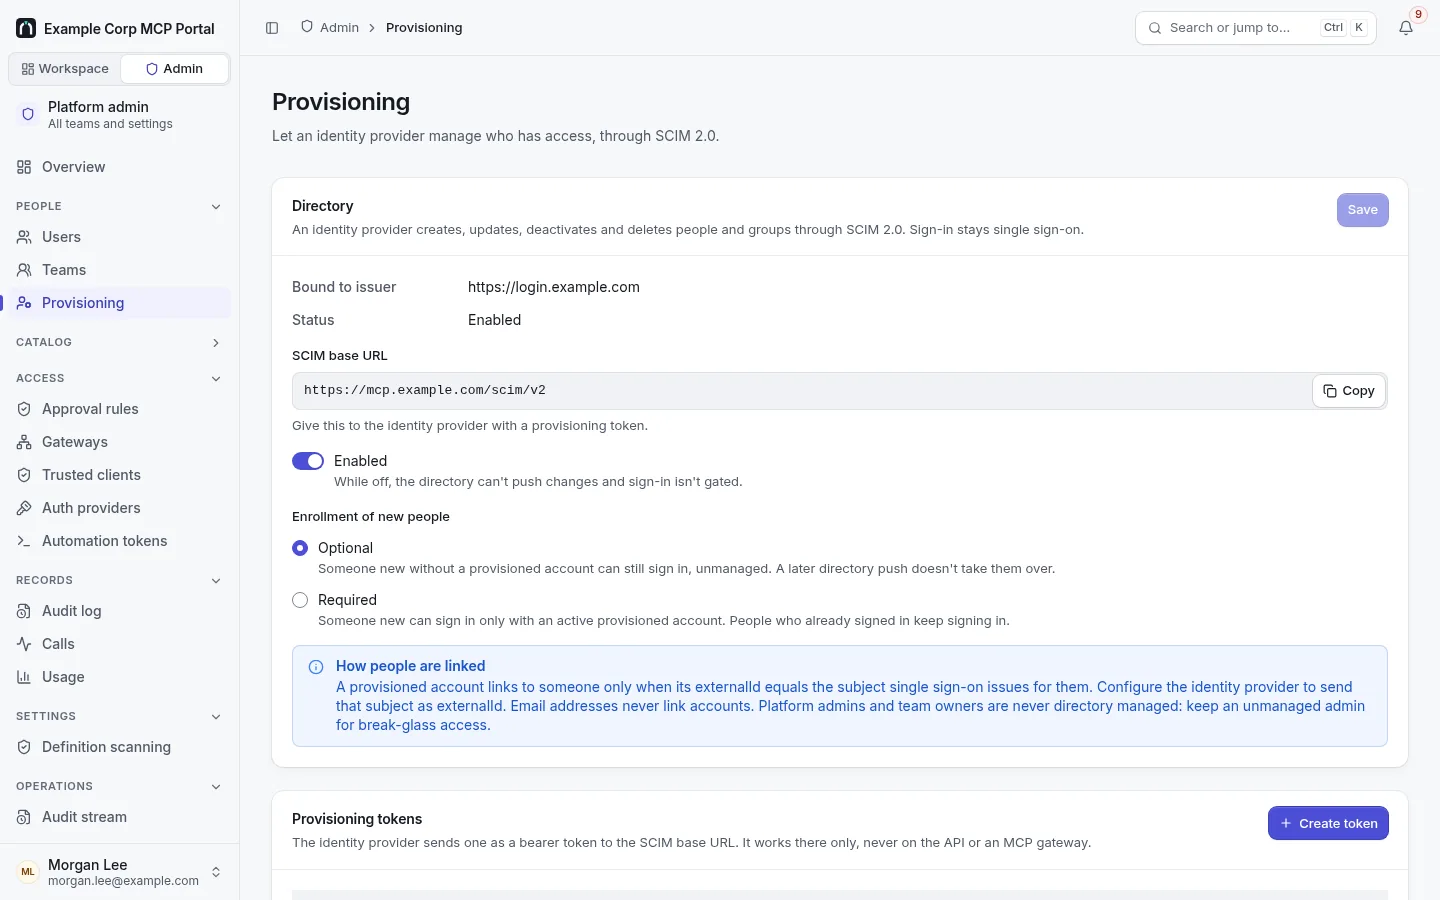 Example Corp MCP Portal
Workspace
Admin
Platform admin
All teams and settings
Overview
PEOPLE
Users
Teams
Provisioning
CATALOG
ACCESS
Approval rules
Gateways
Trusted clients
Auth providers
Automation tokens
RECORDS
Audit log
Calls
Usage
SETTINGS
Definition scanning
OPERATIONS
Audit stream
ML
Morgan Lee
morgan.lee@example.com
Admin
Provisioning
Search or jump to...
Ctrl
K
9
Provisioning
Let an identity provider manage who has access, through SCIM 2.0.
Directory
An identity provider creates, updates, deactivates and deletes people and groups through SCIM 2.0. Sign-in stays single sign-on.
Save
Bound to issuer
https://login.example.com
Status
Enabled
SCIM base URL
https://mcp.example.com/scim/v2
Copy
Give this to the identity provider with a provisioning token.
Enabled
While off, the directory can't push changes and sign-in isn't gated.
Enrollment of new people
Optional
Someone new without a provisioned account can still sign in, unmanaged. A later directory push doesn't take them over.
Required
Someone new can sign in only with an active provisioned account. People who already signed in keep signing in.
How people are linked
A provisioned account links to someone only when its externalId equals the subject single sign-on issues for them. Configure the identity provider to send
that subject as externalId. Email addresses never link accounts. Platform admins and team owners are never directory managed: keep an unmanaged admin
for break-glass access.
Provisioning tokens
The identity provider sends one as a bearer token to the SCIM base URL. It works there only, never on the API or an MCP gateway.
Create token